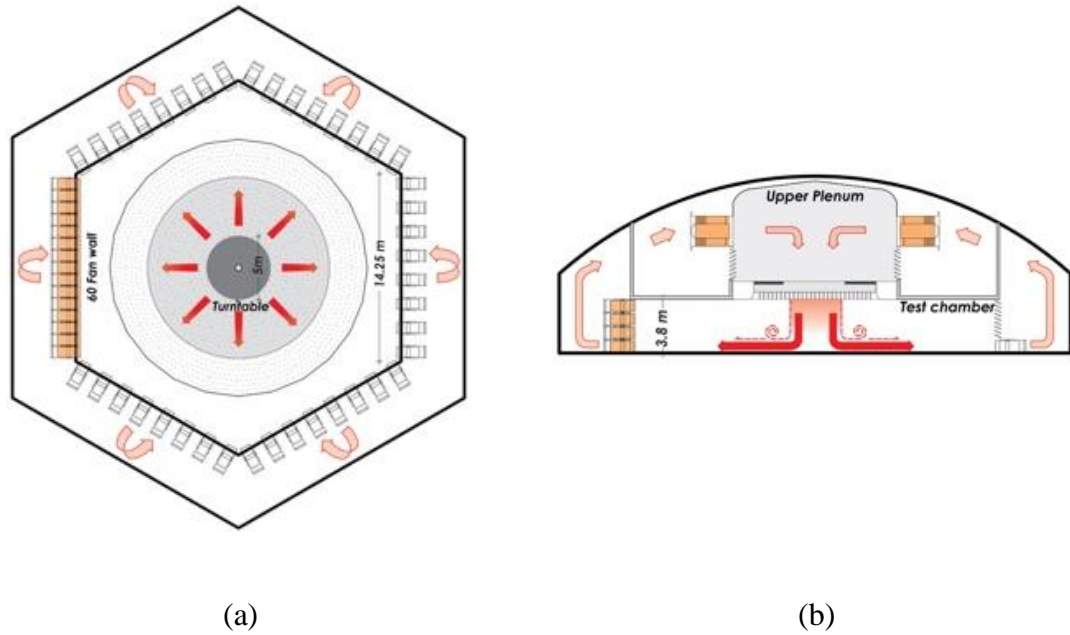 60 Fan wall
5m
Turntable
14.25 m
Upper Plenum
Test chamber
3.8 m
(a)
(b)